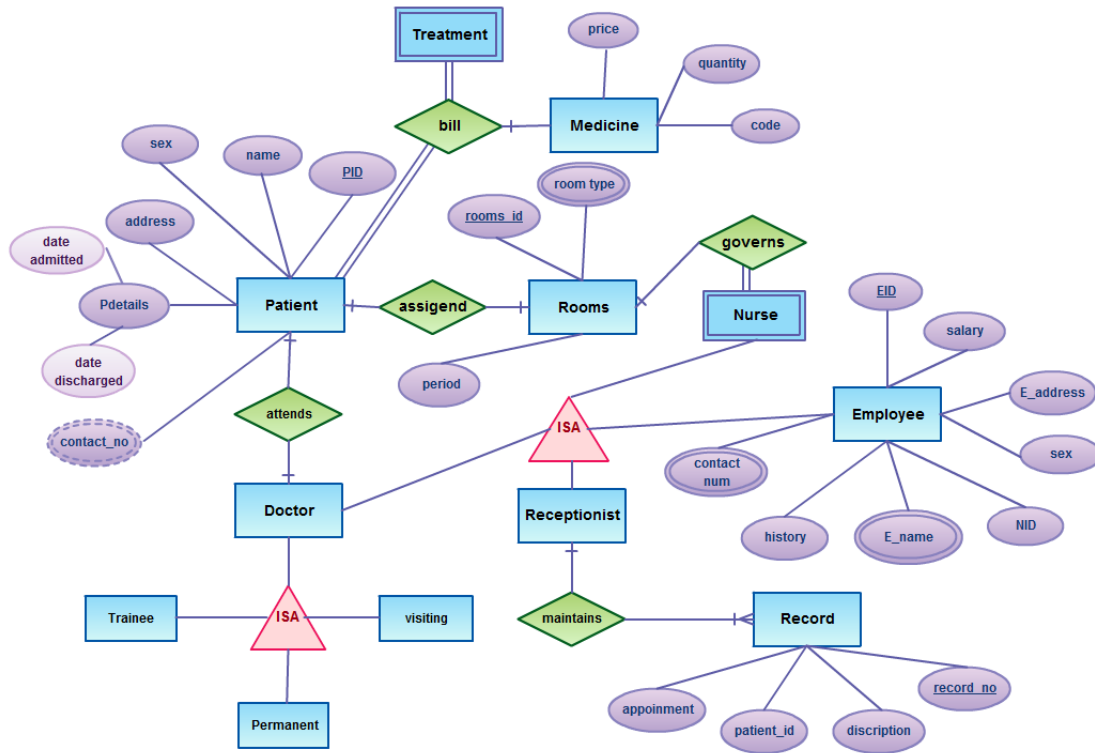 Treatment
price
quantity
bill
Medicine
code
sex
name
PID
room type
address
rooms_id
date
admitted
governs
Pdetails
Patient
assigend
Rooms
Nurse
EID
salary
date
discharged
period
E_address
attends
ISA
Employee
contact_no
contact
num
sex
Doctor
Receptionist
history
E_name
NID
Trainee
ISA
visiting
maintains
Record
appoinment
record_no
Permanent
patient_id
discription